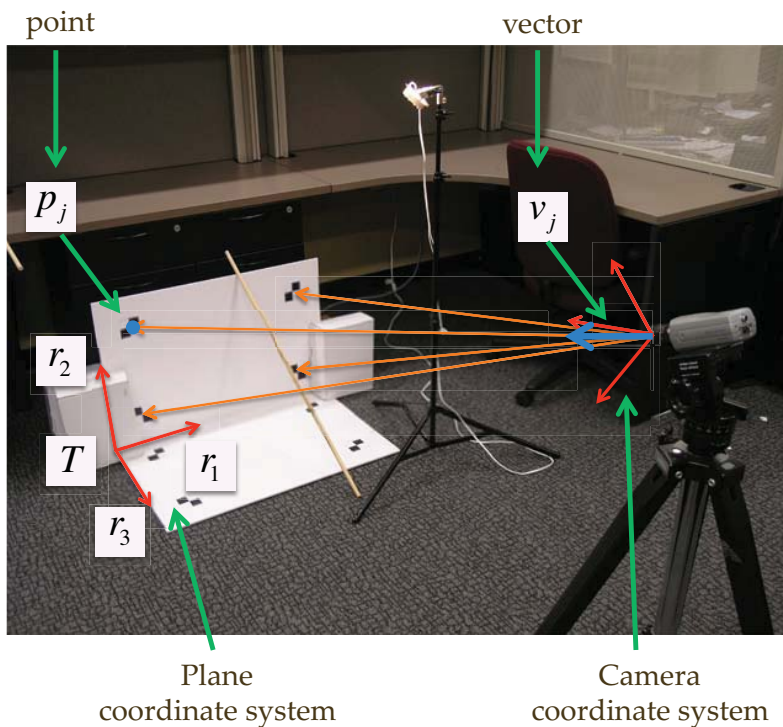 point
vector
p_j
v_j
r_2
T
r_1
r_3
Plane
coordinate system
Camera
coordinate system